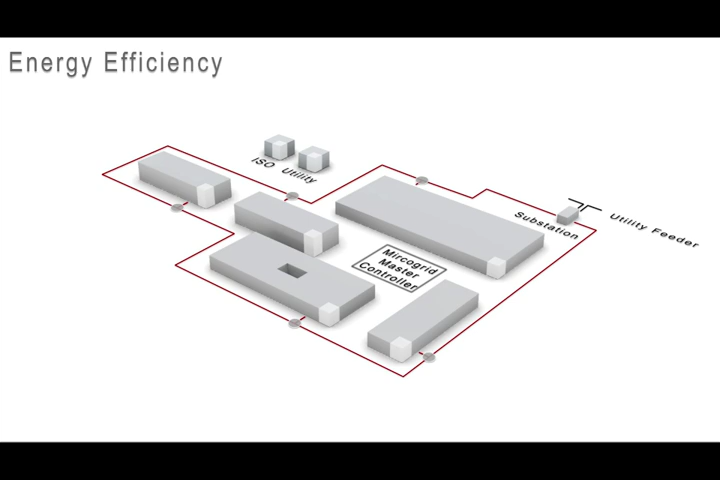 Energy Efficiency
ISO Utility
Substation
Utility Feeder
Mircogrid
Master
Controller